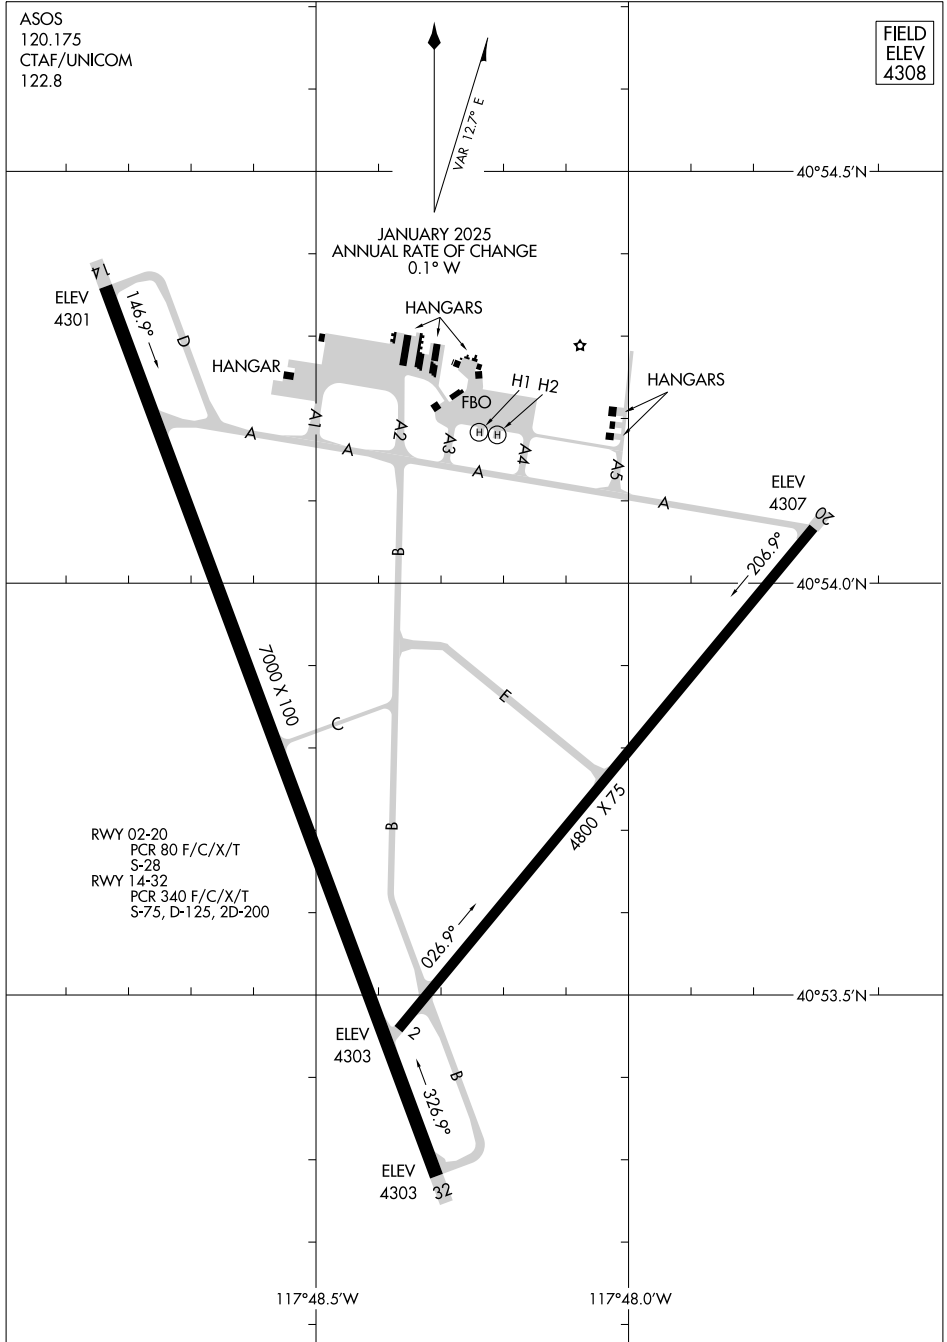 ASOS
120.175
CTAF/UNICOM
122.8
FIELD
ELEV
4308
VAR 12.7° E
40°54.5'N
JANUARY 2025
ANNUAL RATE OF CHANGE
0.1° W
14
ELEV
4301
146.9°
D
HANGARS
HANGAR
HANGARS
H1
H2
FBO
H
H
A1
A2
A3
A4
A5
A
A
A
A
ELEV
4307
20
206.9°
B
40°54.0'N
7000 X 100
E
C
4800 X 75
B
RWY 02-20
PCR 80 F/C/X/T
S-28
RWY 14-32
PCR 340 F/C/X/T
S-75, D-125, 2D-200
026.9°
40°53.5'N
ELEV
4303
2
B
326.9°
ELEV
4303
32
117°48.5'W
117°48.0'W